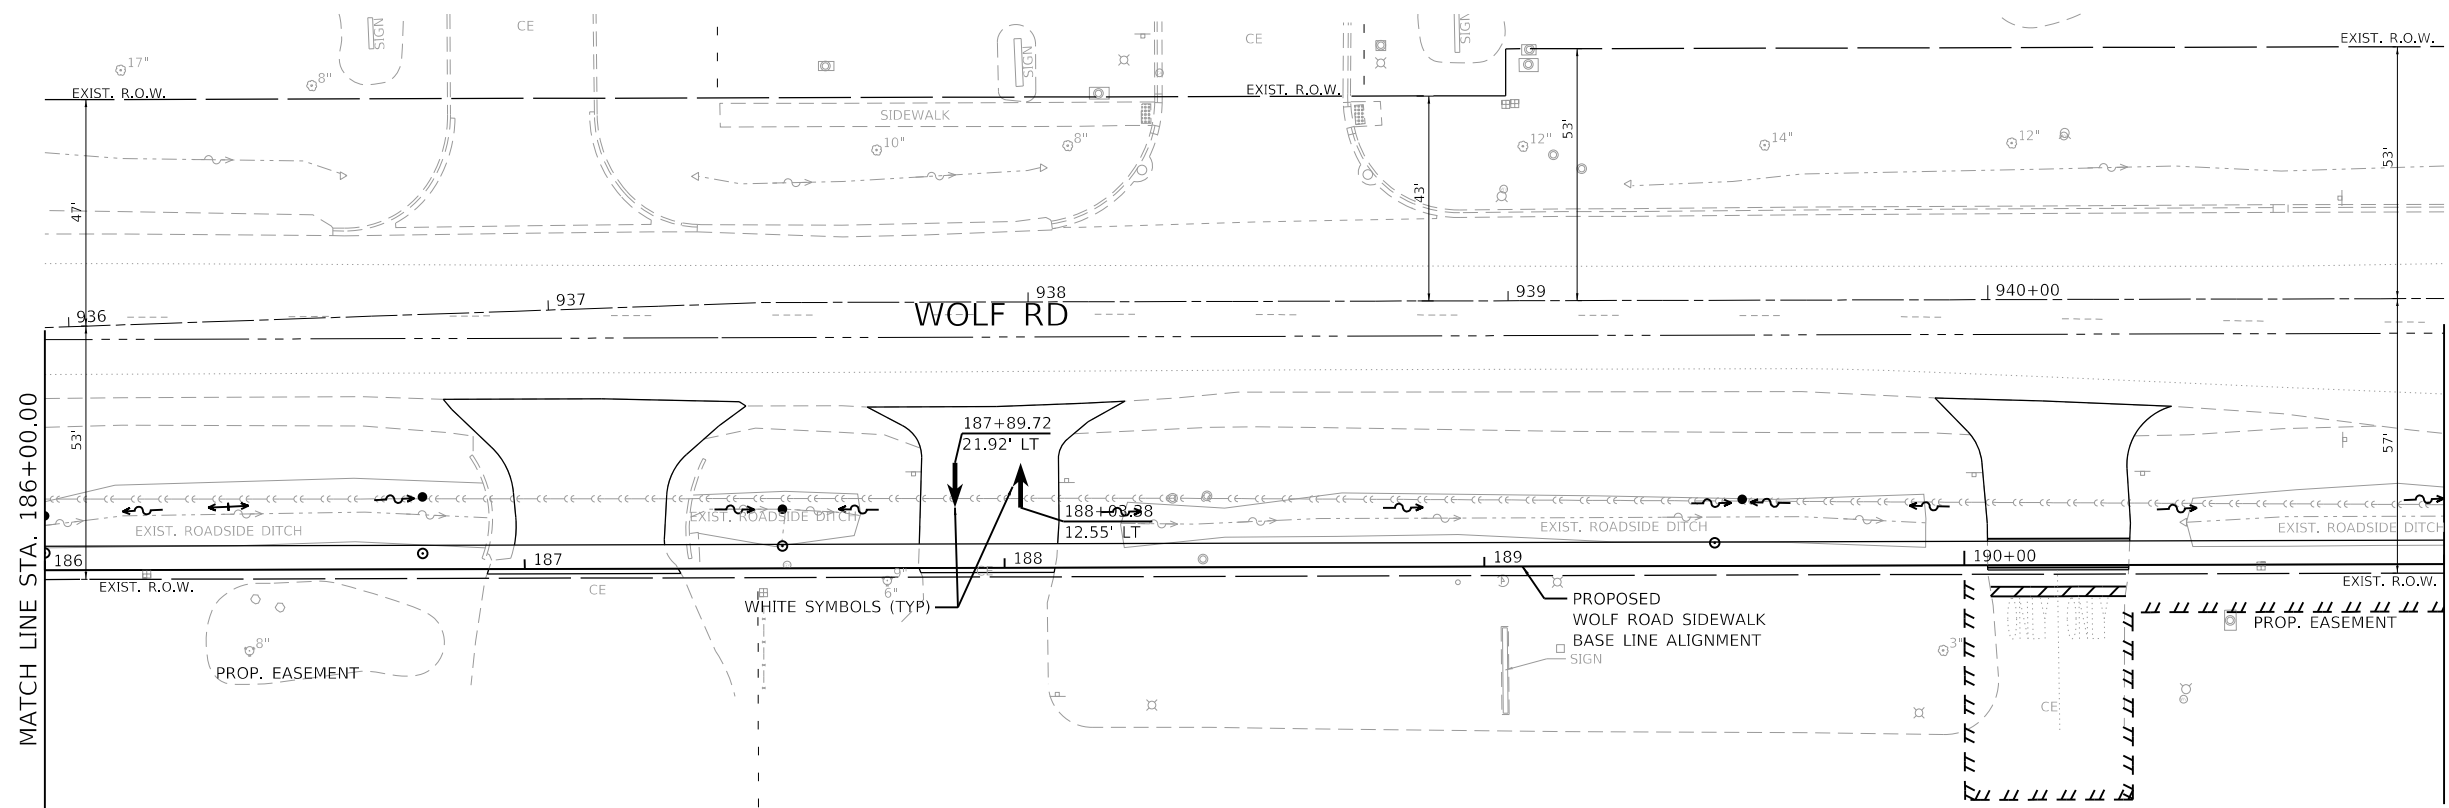 SIGN
CE
SIGN
CE
SIGN
EXIST. R.O.W.
17"
8"
EXIST. R.O.W.
EXIST. R.O.W.
SIDEWALK
10"
8"
12"
53'
14"
12"
53'
47'
43'
936
937
938
939
940+00
WOLF RD
MATCH LINE STA. 186+00.00
53'
187+89.72
21.92' LT
57'
188+03.38
12.55' LT
EXIST. ROADSIDE DITCH
EXIST. ROADSIDE DITCH
EXIST. ROADSIDE DITCH
EXIST. ROADSIDE DITCH
186
187
188
189
190+00
EXIST. R.O.W.
CE
9"
6"
CE
EXIST. R.O.W.
WHITE SYMBOLS (TYP)
PROPOSED
WOLF ROAD SIDEWALK
BASE LINE ALIGNMENT
SIGN
8"
3"
PROP. EASEMENT
PROP. EASEMENT
CE